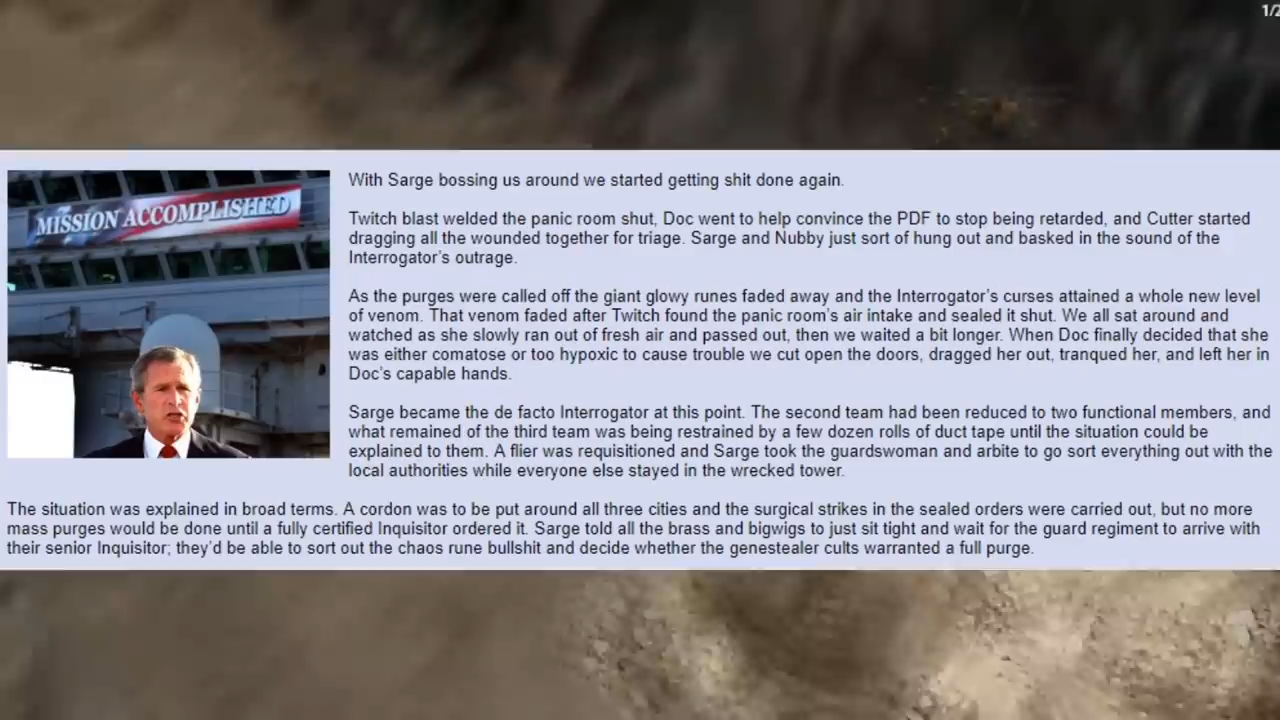 1/2
MISSION ACCOMPLISHED
With Sarge bossing us around we started getting shit done again.
Twitch blast welded the panic room shut, Doc went to help convince the PDF to stop being retarded, and Cutter started
dragging all the wounded together for triage. Sarge and Nubby just sort of hung out and basked in the sound of the
Interrogator's outrage.
As the purges were called off the giant glowy runes faded away and the Interrogator's curses attained a whole new level
of venom. That venom faded after Twitch found the panic room's air intake and sealed it shut. We all sat around and
watched as she slowly ran out of fresh air and passed out, then we waited a bit longer. When Doc finally decided that she
was either comatose or too hypoxic to cause trouble we cut open the doors, dragged her out, tranqued her, and left her in
Doc's capable hands.
Sarge became the de facto Interrogator at this point. The second team had been reduced to two functional members, and
what remained of the third team was being restrained by a few dozen rolls of duct tape until the situation could be
explained to them. A flier was requisitioned and Sarge took the guardswoman and arbite to go sort everything out with the
local authorities while everyone else stayed in the wrecked tower.
The situation was explained in broad terms. A cordon was to be put around all three cities and the surgical strikes in the sealed orders were carried out, but no more
mass purges would be done until a fully certified Inquisitor ordered it. Sarge told all the brass and bigwigs to just sit tight and wait for the guard regiment to arrive with
their senior Inquisitor; they'd be able to sort out the chaos rune bullshit and decide whether the genestealer cults warranted a full purge.